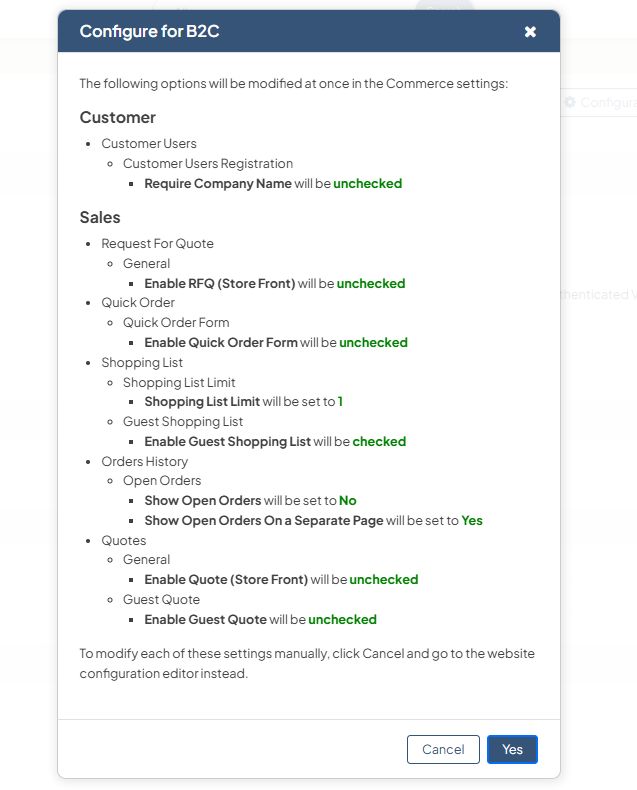 Configure for B2C
The following options will be modified at once in the Commerce settings:
Configura
Customer
Customer Users
Customer Users Registration
Require Company Name will be unchecked
Sales
Request For Quote
General
Enable RFQ (Store Front) will be unchecked
thenticated V
Quick Order
Quick Order Form
Enable Quick Order Form will be unchecked
Shopping List
Shopping List Limit
Shopping List Limit will be set to 1
Guest Shopping List
Enable Guest Shopping List will be checked
Orders History
Open Orders
Show Open Orders will be set to No
Show Open Orders On a Separate Page will be set to Yes
Quotes
General
Enable Quote (Store Front) will be unchecked
Guest Quote
Enable Guest Quote will be unchecked
To modify each of these settings manually, click Cancel and go to the website
configuration editor instead.
Cancel Yes